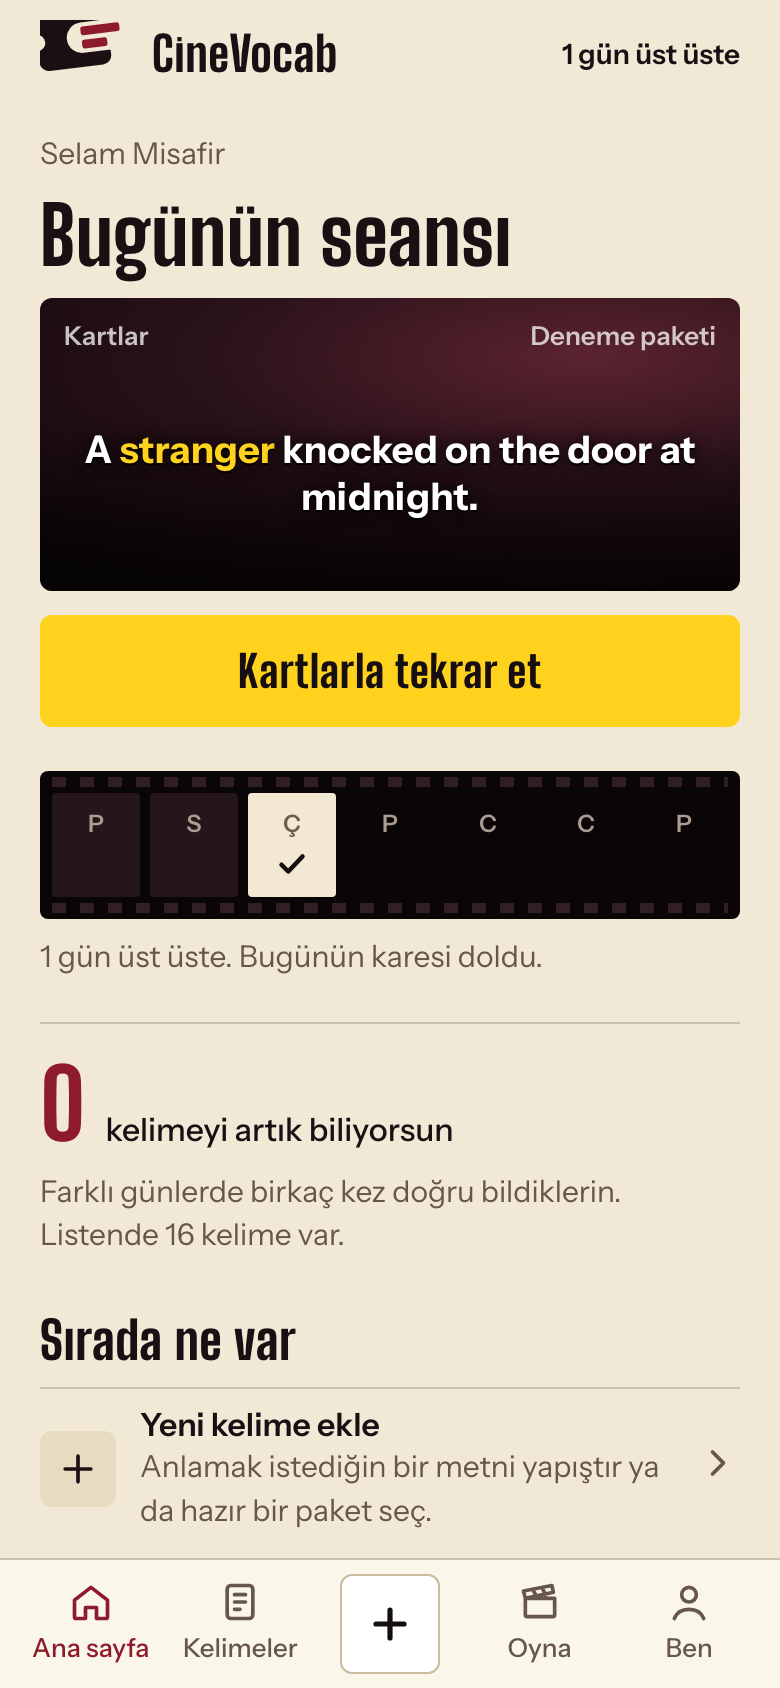 CineVocab
1 gün üst üste
Selam Misafir
Bugünün seansı
Kartlar
Deneme paketi
A stranger knocked on the door at
midnight.
Kartlarla tekrar et
P S Ç P C C P
1 gün üst üste. Bugünün karesi doldu.
0 kelimeyi artık biliyorsun
Farklı günlerde birkaç kez doğru bildiklerin.
Listende 16 kelime var.
Sırada ne var
Yeni kelime ekle
Anlamak istediğin bir metni yapıştır ya
da hazır bir paket seç.
Ana sayfa
Kelimeler
Oyna
Ben